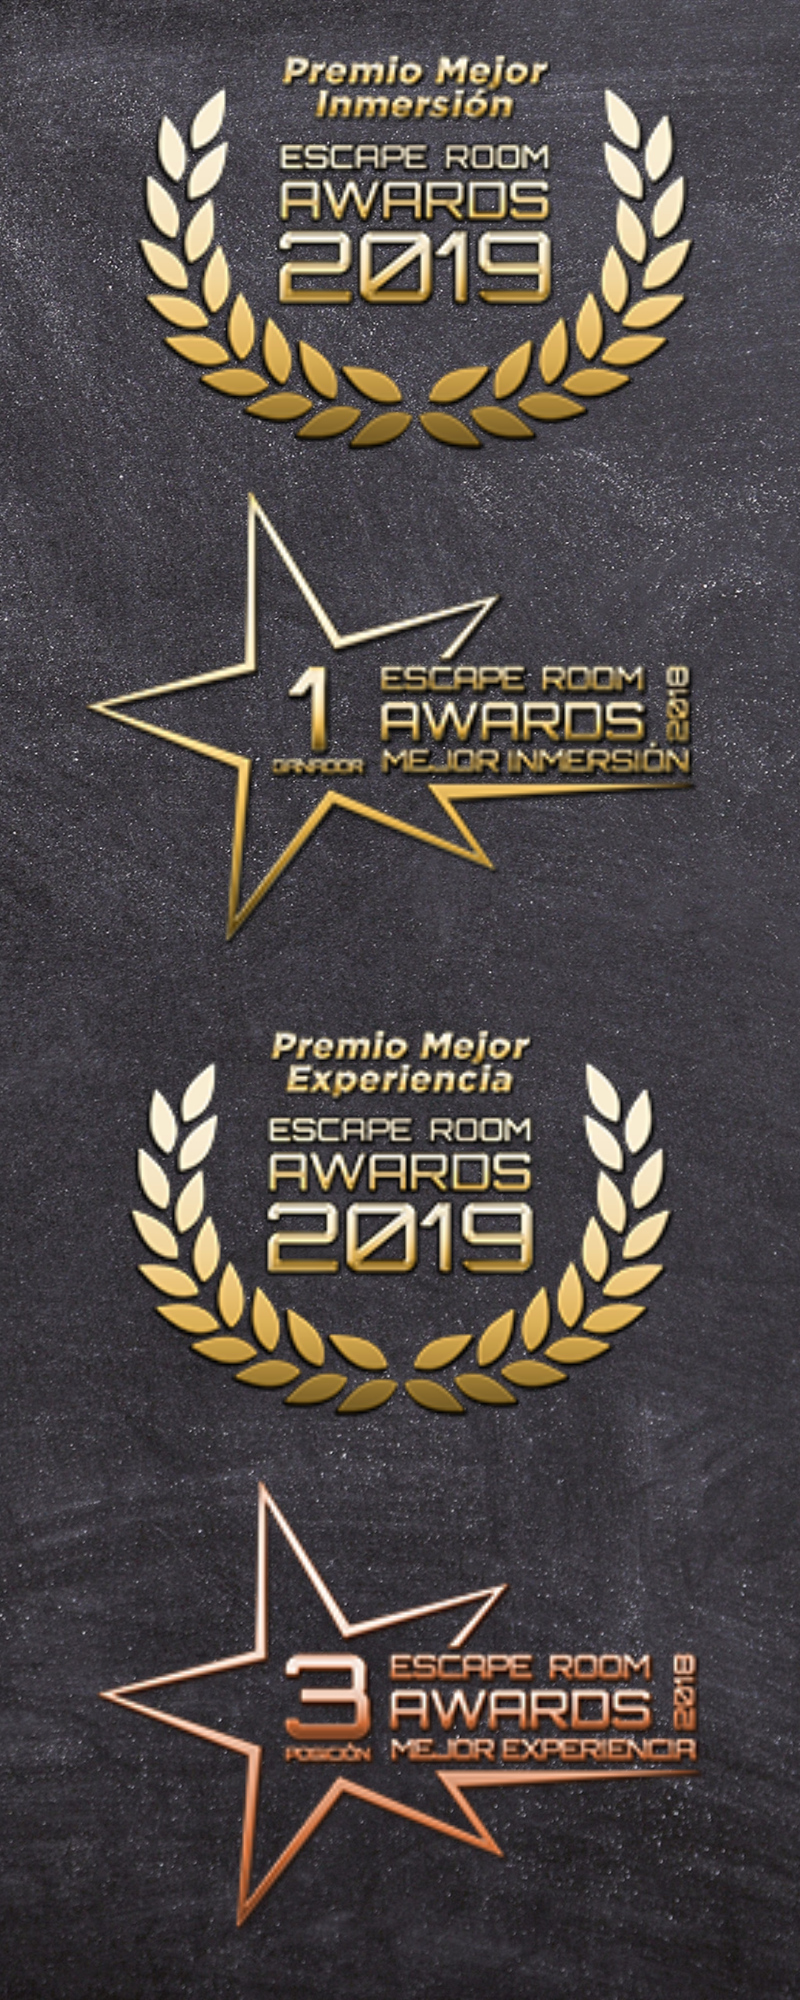 Premio Mejor
Inmersión
ESCAPE ROOM
AWARDS
2019
1
GANADOR
ESCAPE ROOM
AWARDS
MEJOR INMERSIÓN
2018
Premio Mejor
Experiencia
ESCAPE ROOM
AWARDS
2019
3
POSICIÓN
ESCAPE ROOM
AWARDS
MEJOR EXPERIENCIA
2018